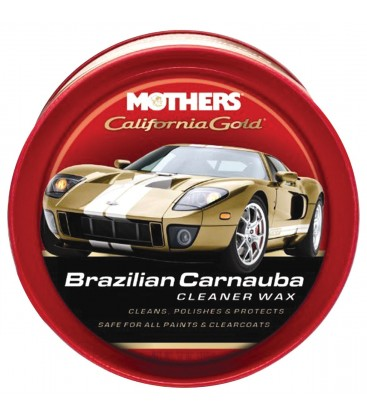 MOTHERS
California Gold®
Brazilian Carnauba
CLEANER WAX
CLEANS, POLISHES & PROTECTS
SAFE FOR ALL PAINTS & CLEARCOATS